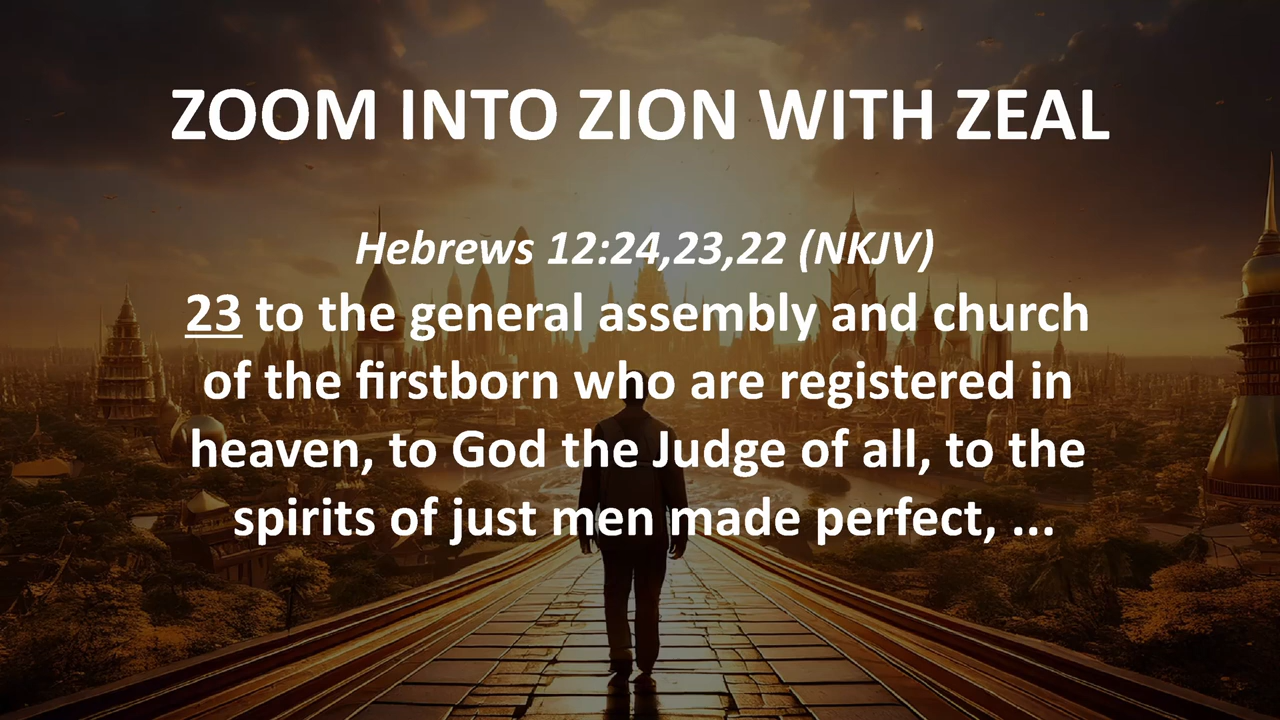 ZOOM INTO ZION WITH ZEAL
Hebrews 12:24,23,22 (NKJV)
23 to the general assembly and church
of the firstborn who are registered in
heaven, to God the Judge of all, to the
spirits of just men made perfect, ...